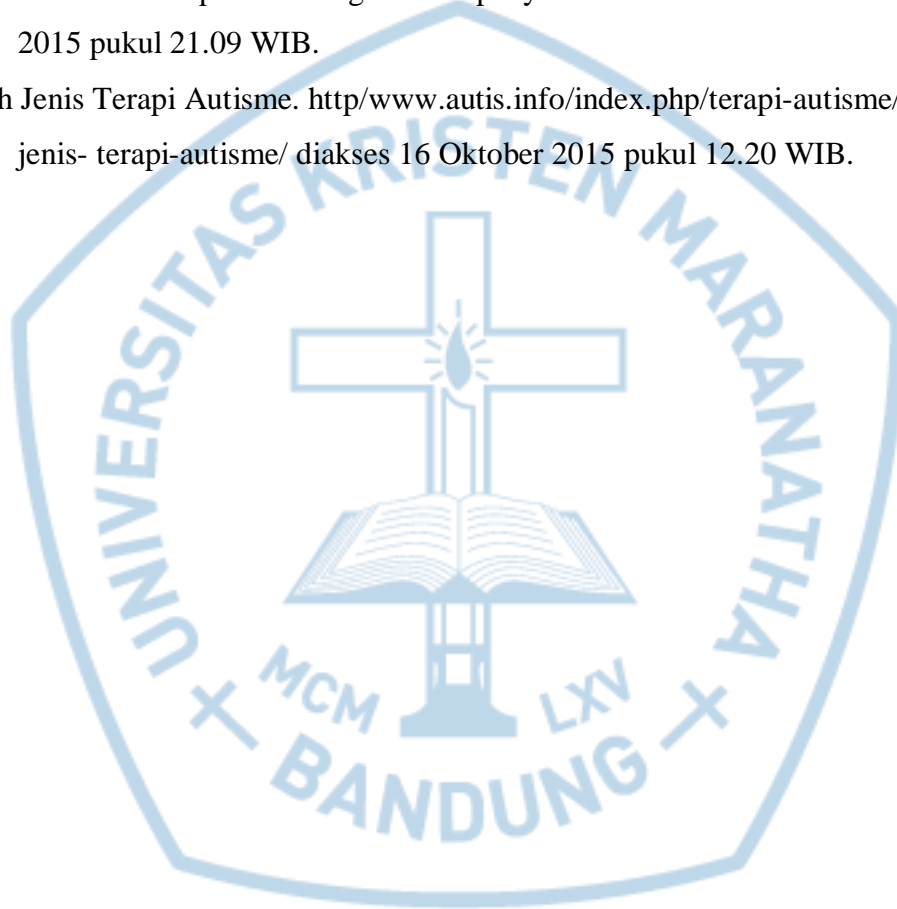 2015 pukul 21.09 WIB.
h Jenis Terapi Autisme. http/www.autis.info/index.php/terapi-autisme/
jenis- terapi-autisme/ diakses 16 Oktober 2015 pukul 12.20 WIB.
UNIVERSITAS KRISTEN MARANATHA
MCM LXV
BANDUNG